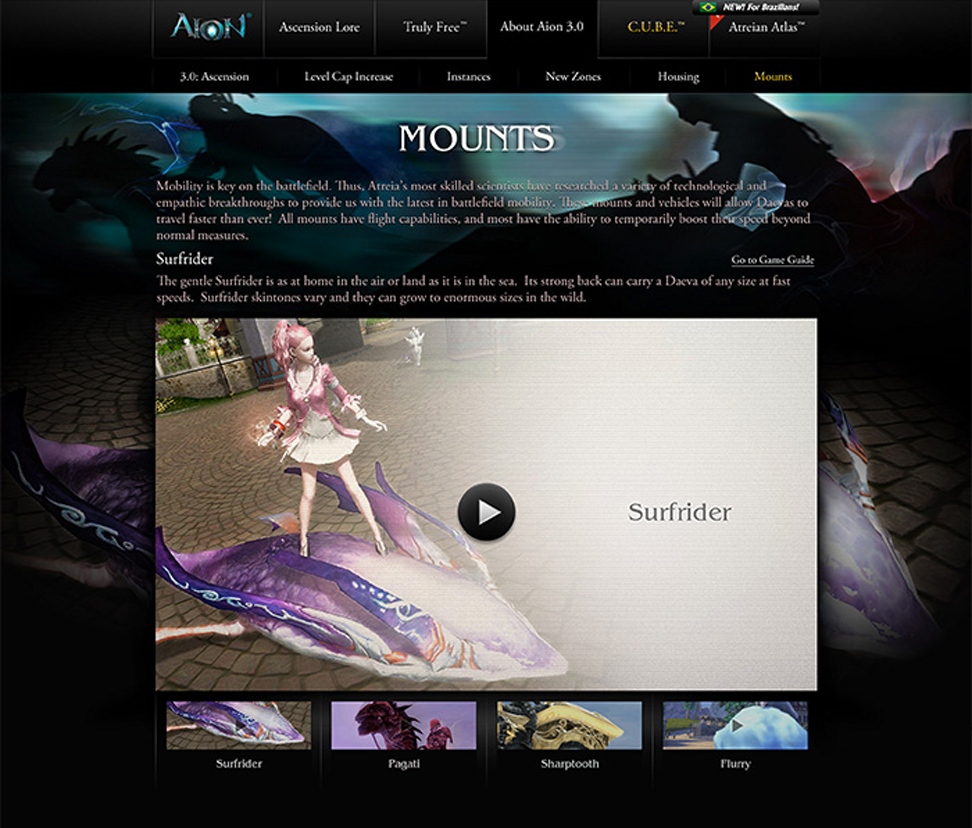 NEW! For Brazilians!
AION
Ascension Lore
Truly Free™
About Aion 3.0
C.U.B.E.™
Atreian Atlas™
3.0: Ascension
Level Cap Increase
Instances
New Zones
Housing
Mounts
MOUNTS
Mobility is key on the battlefield. Thus, Atreia's most skilled scientists have researched a variety of technological and
empathic breakthroughs to provide us with the latest in battlefield mobility. These mounts and vehicles will allow Daevas to
travel faster than ever! All mounts have flight capabilities, and most have the ability to temporarily boost their speed beyond
normal measures.
Surfrider
Go to Game Guide
The gentle Surfrider is as at home in the air or land as it is in the sea. Its strong back can carry a Daeva of any size at fast
speeds. Surfrider skintones vary and they can grow to enormous sizes in the wild.
Surfrider
Surfrider
Pagati
Sharptooth
Flurry